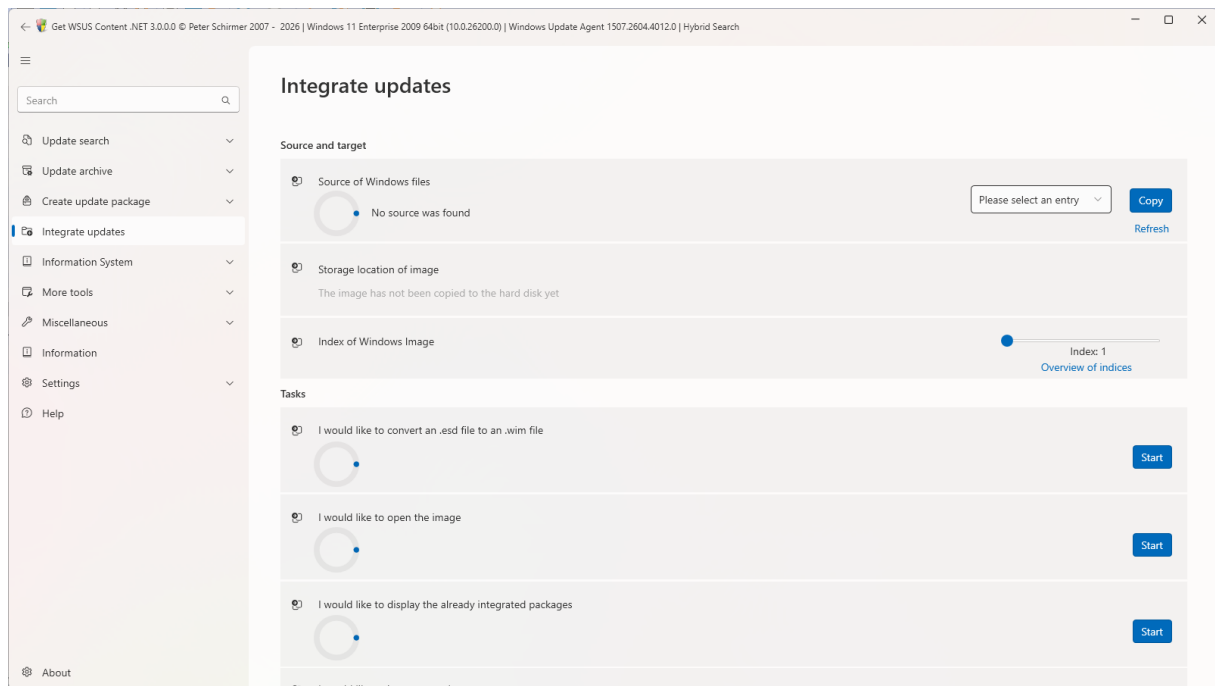 Get WSUS Content .NET 3.0.0.0 © Peter Schirmer 2007 - 2026 | Windows 11 Enterprise 2009 64bit (10.0.26200.0) | Windows Update Agent 1507.2604.4012.0 | Hybrid Search
Search
Update search
Update archive
Create update package
Integrate updates
Information System
More tools
Miscellaneous
Information
Settings
Help
About
Integrate updates
Source and target
Source of Windows files
No source was found
Please select an entry
Copy
Refresh
Storage location of image
The image has not been copied to the hard disk yet
Index of Windows Image
Index: 1
Overview of indices
Tasks
I would like to convert an .esd file to an .wim file
Start
I would like to open the image
Start
I would like to display the already integrated packages
Start